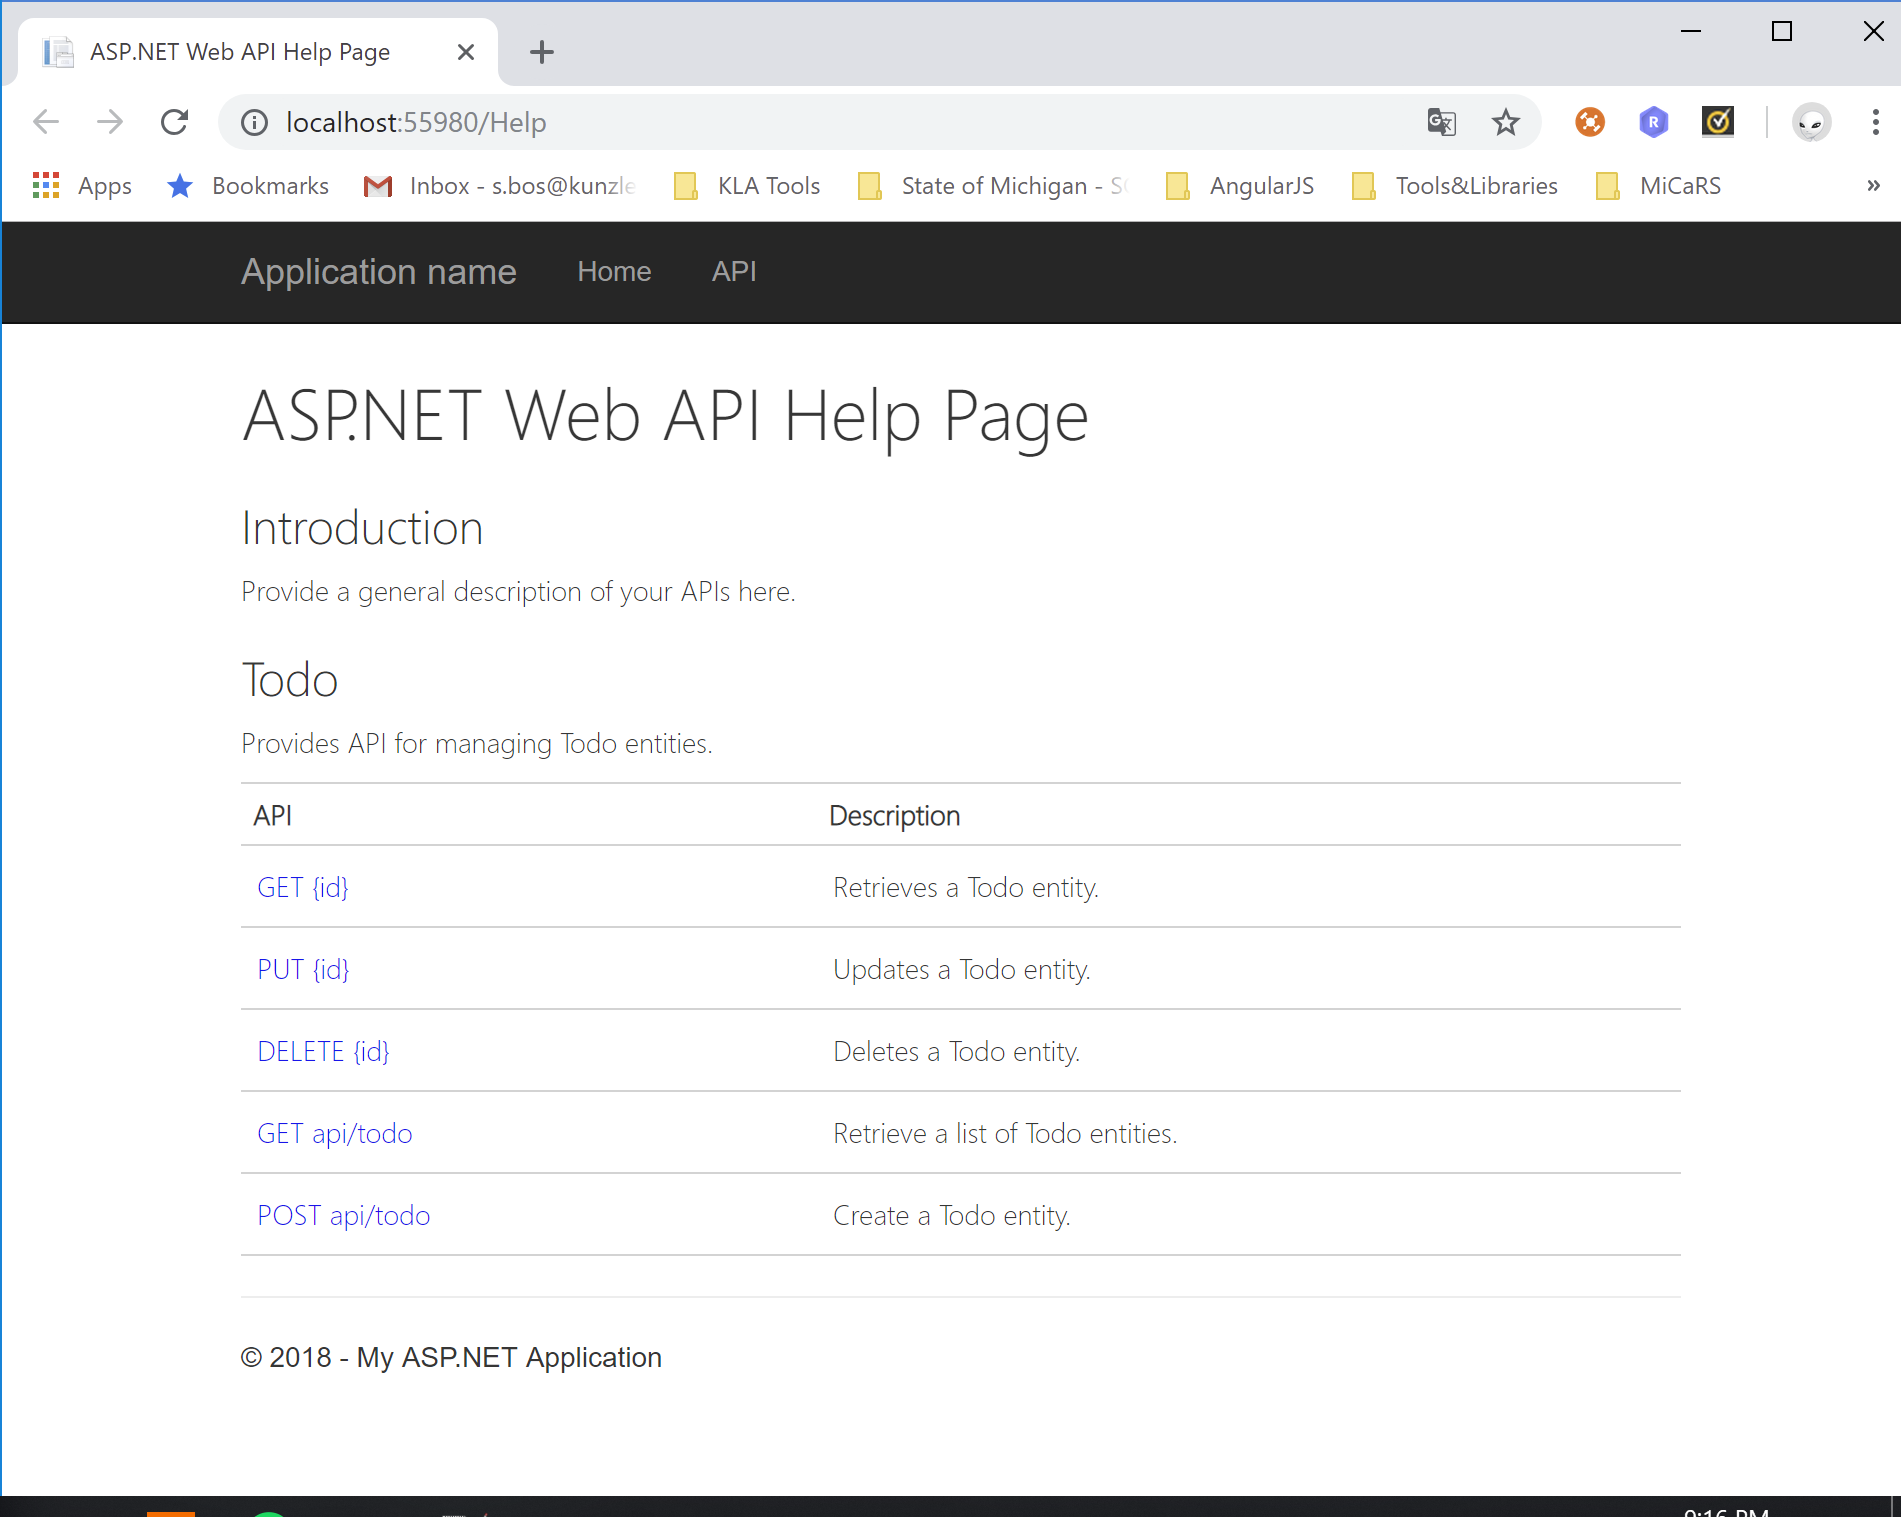 ASP.NET Web API Help Page
localhost:55980/Help
Apps Bookmarks Inbox - s.bos@kunzle KLA Tools State of Michigan - AngularJS Tools&Libraries MiCaRS »
Application name Home API
ASP.NET Web API Help Page
Introduction
Provide a general description of your APIs here.
Todo
Provides API for managing Todo entities.
API Description
GET {id} Retrieves a Todo entity.
PUT {id} Updates a Todo entity.
DELETE {id} Deletes a Todo entity.
GET api/todo Retrieve a list of Todo entities.
POST api/todo Create a Todo entity.
© 2018 - My ASP.NET Application
9:16 PM